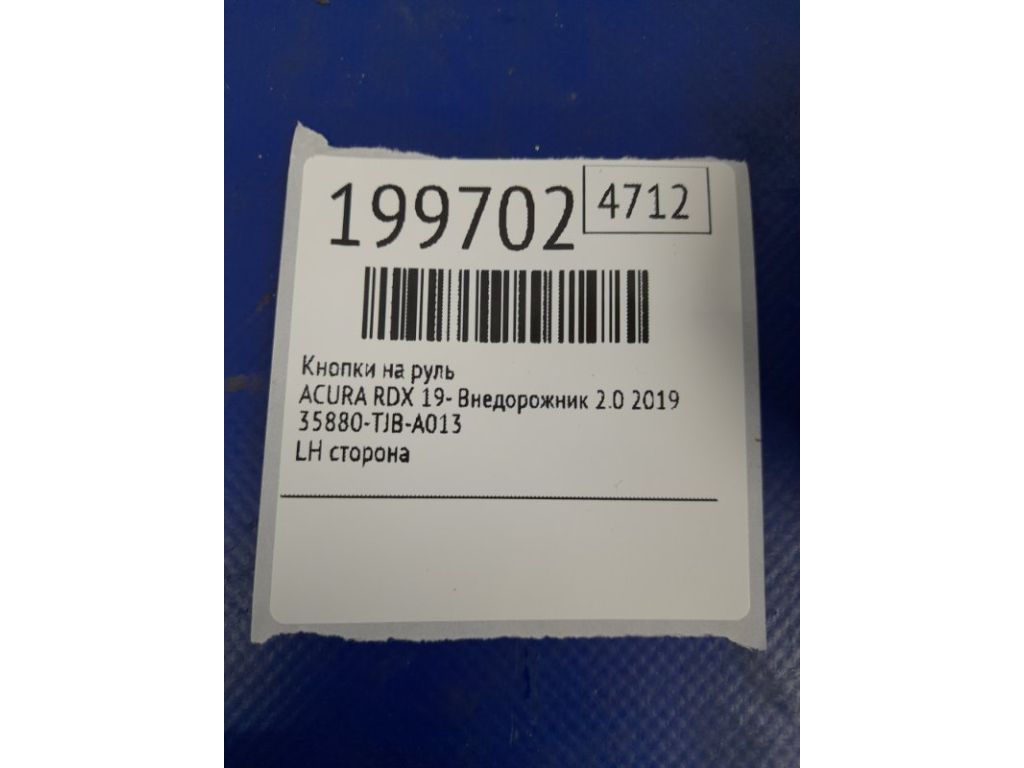 199702 4712
Кнопки на руль
ACURA RDX 19- Внедорожник 2.0 2019
35880-TJB-A013
LH сторона